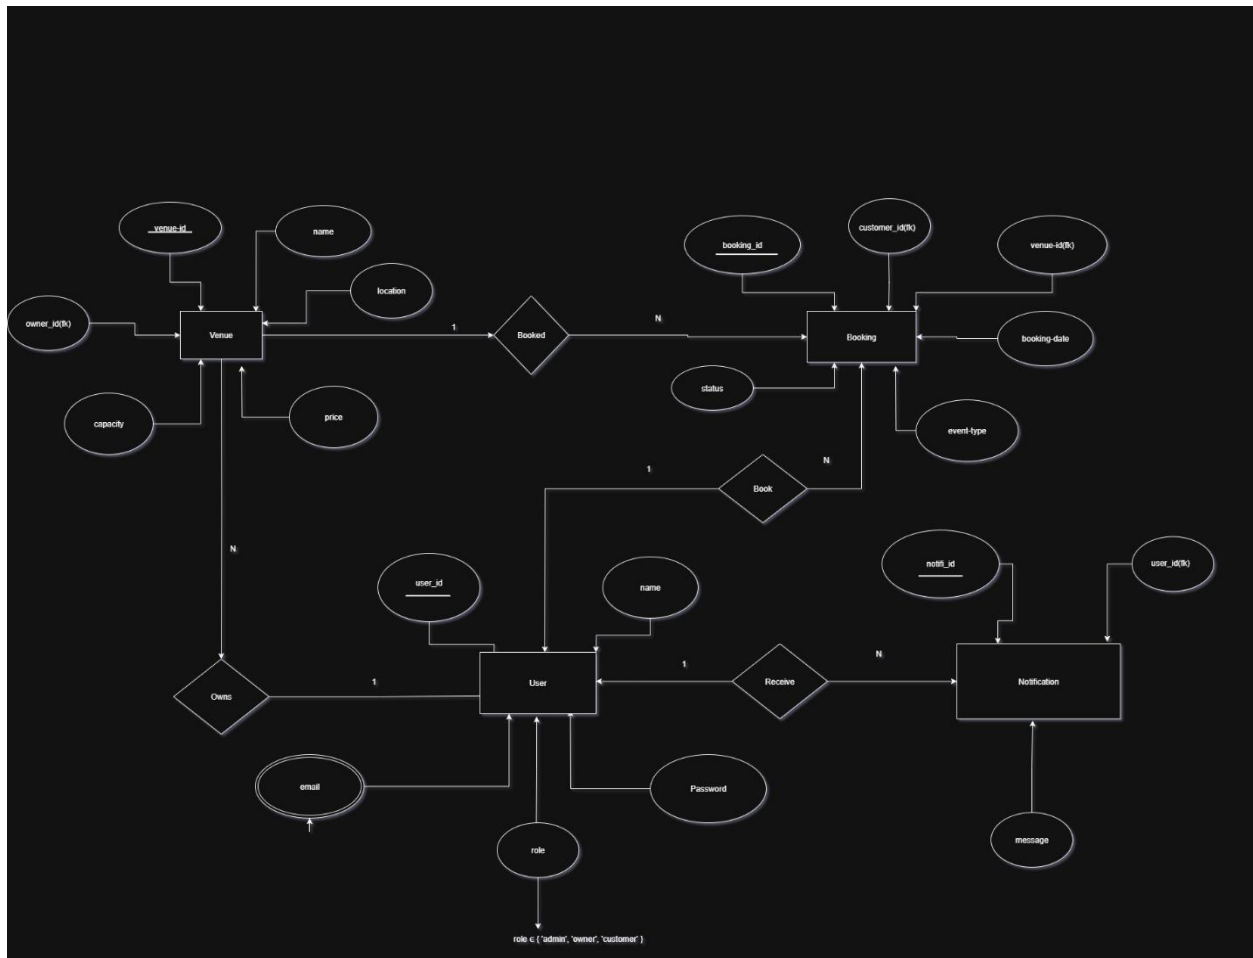 customer_id(fk)
venue-id
name
booking_id
venue-id(fk)
location
owner_id(fk)
Venue
1
Booked
N
Booking
booking-date
status
capacity
price
event-type
1
Book
N
N
notifi_id
user_id(fk)
user_id
name
1
N
Owns
1
User
Receive
Notification
email
Password
role
message
role ∈ { 'admin', 'owner', 'customer' }